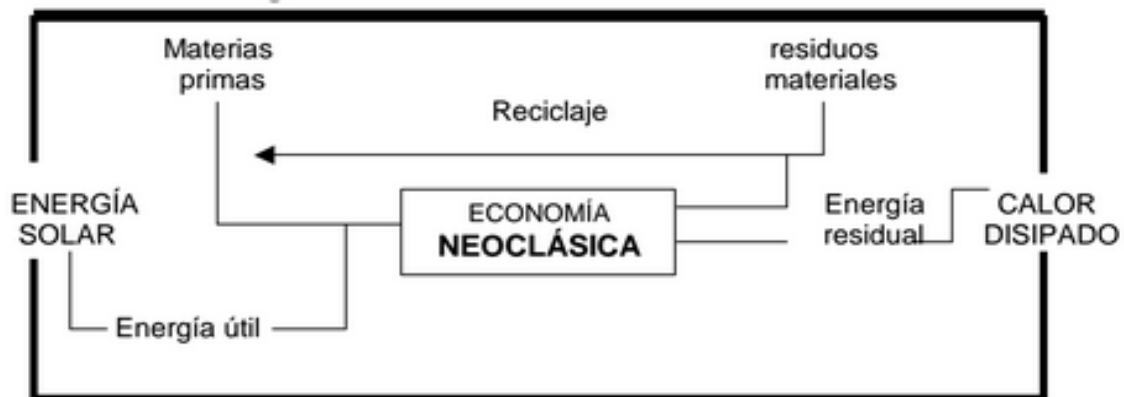 Materias
primas
residuos
materiales
Reciclaje
ENERGÍA
SOLAR
ECONOMÍA
NEOCLÁSICA
Energía
residual
CALOR
DISIPADO
Energía útil